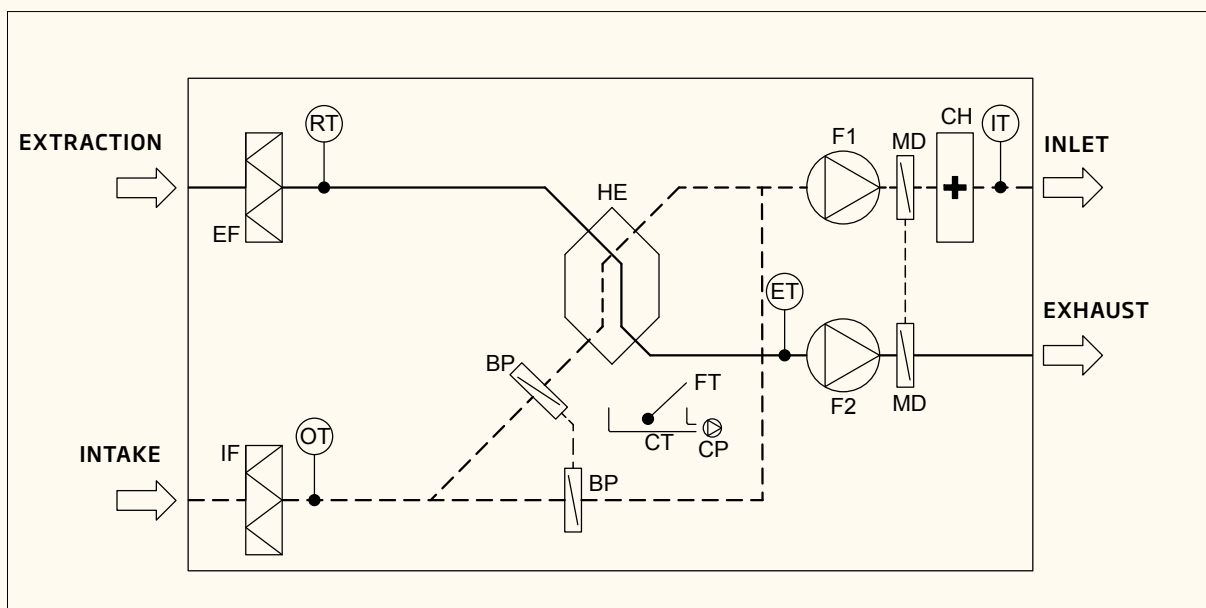 EXTRACTION
RT
EF
HE
F1
MD
CH
IT
INLET
ET
EXHAUST
F2
MD
BP
FT
CT
CP
INTAKE
IF
OT
BP